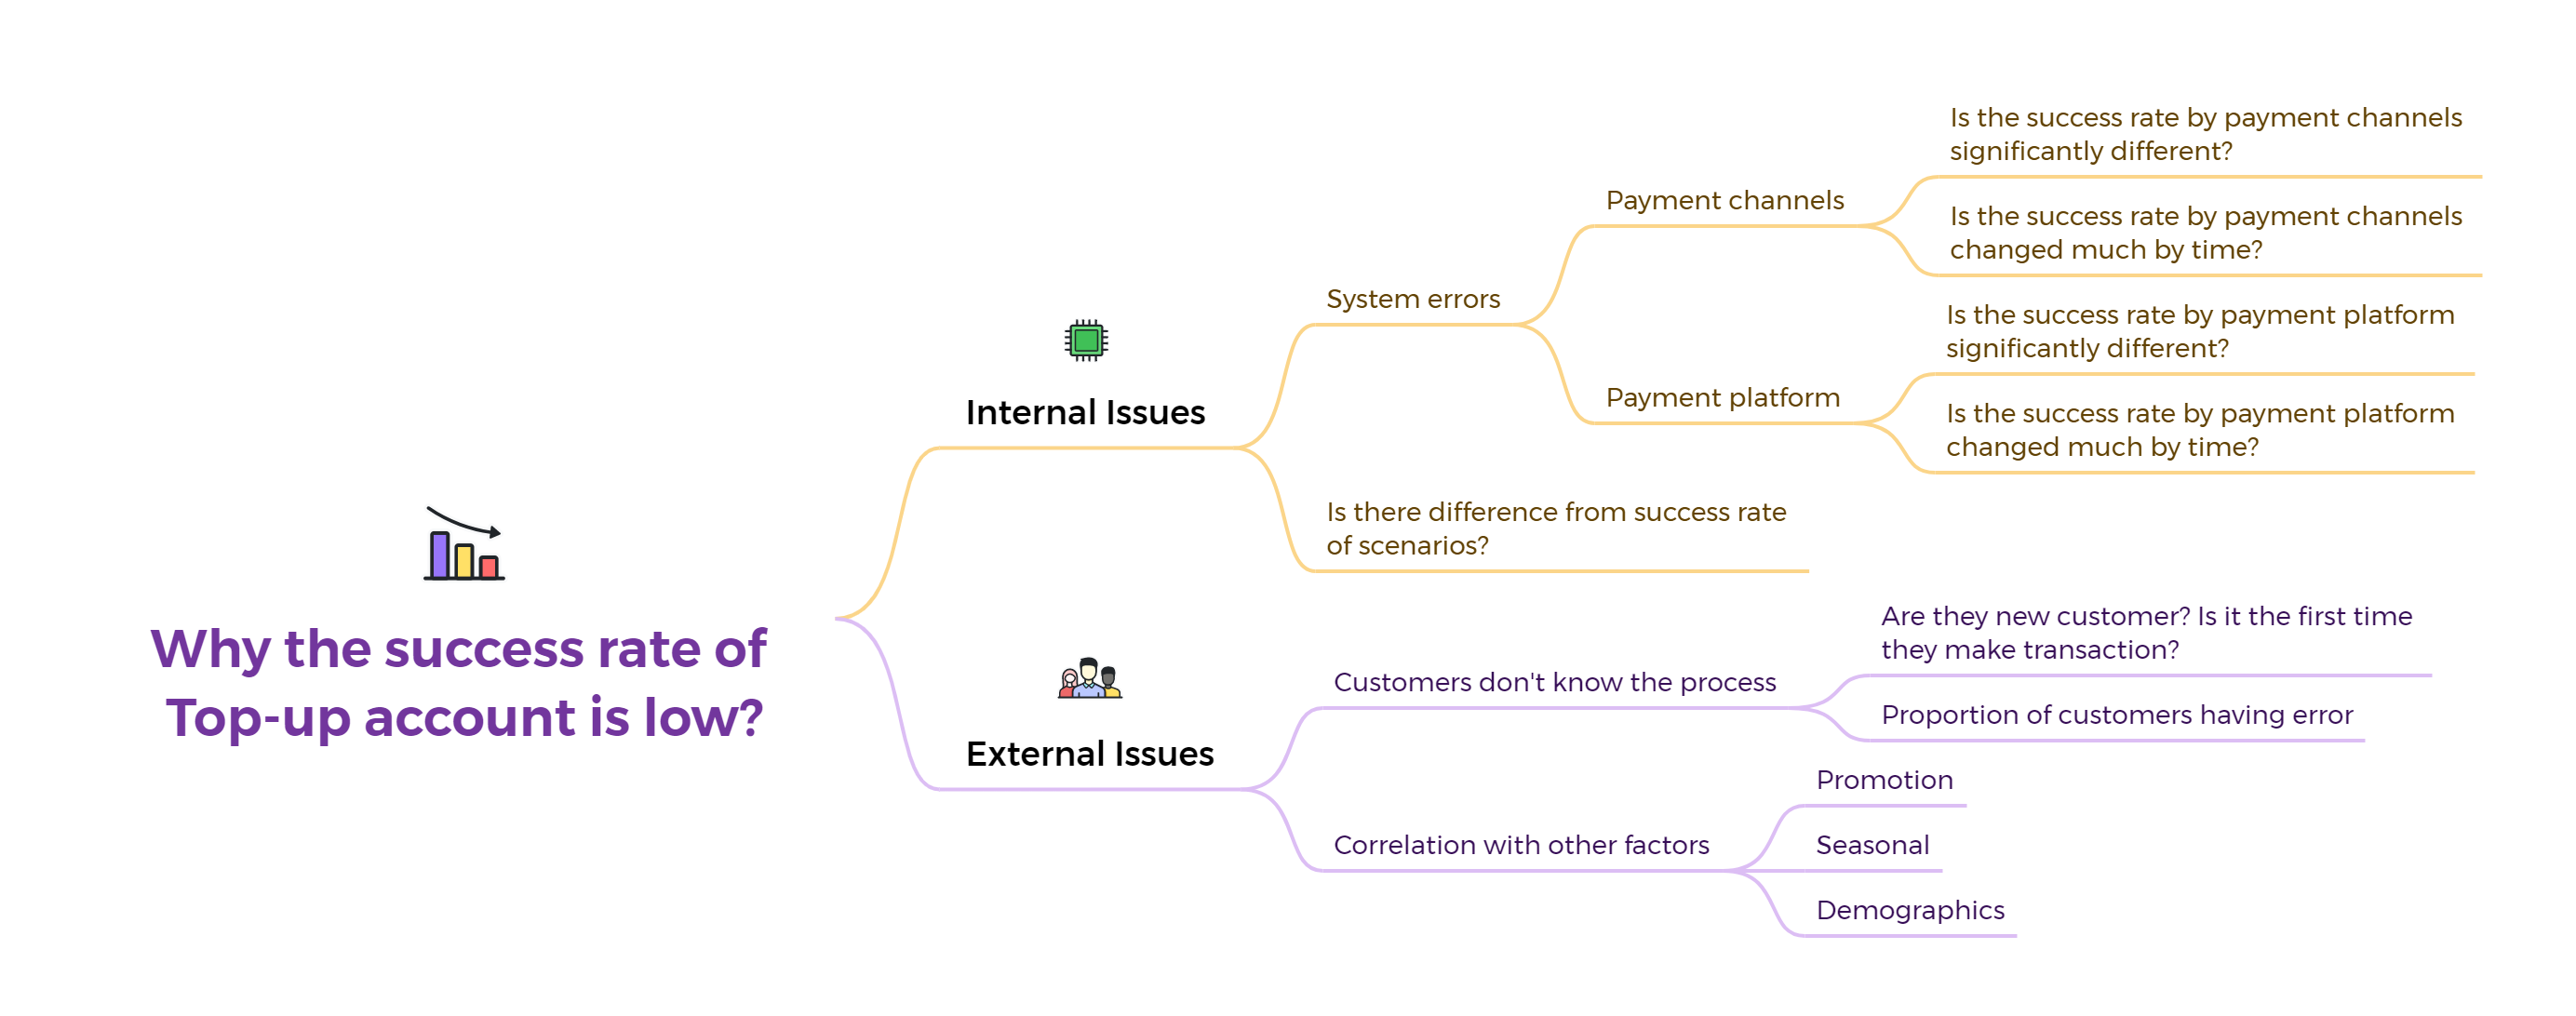 Why the success rate of
Top-up account is low?
Internal Issues
System errors
Payment channels
Is the success rate by payment channels
significantly different?
Is the success rate by payment channels
changed much by time?
Payment platform
Is the success rate by payment platform
significantly different?
Is the success rate by payment platform
changed much by time?
Is there difference from success rate
of scenarios?
External Issues
Customers don't know the process
Are they new customer? Is it the first time
they make transaction?
Proportion of customers having error
Correlation with other factors
Promotion
Seasonal
Demographics